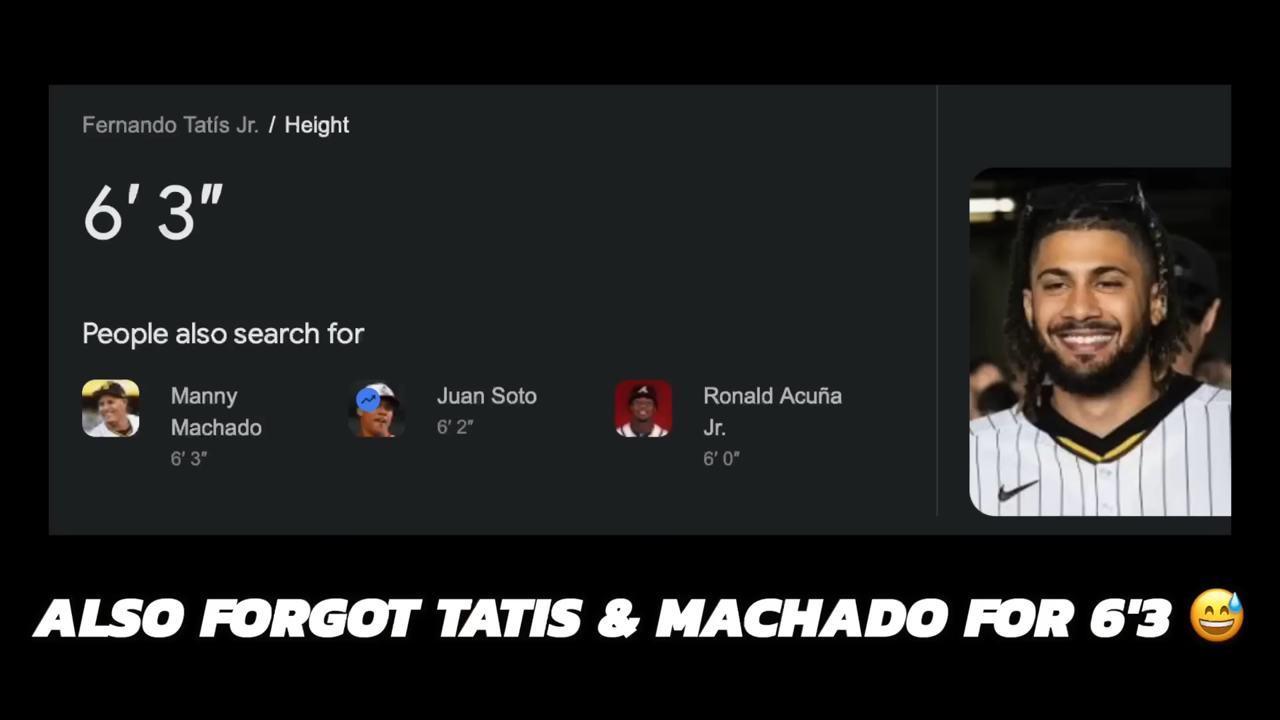 Fernando Tatís Jr. / Height
6′ 3″
People also search for
Manny
Machado
6′ 3″
Juan Soto
6′ 2″
Ronald Acuña
Jr.
6′ 0″
ALSO FORGOT TATIS & MACHADO FOR 6'3 😅